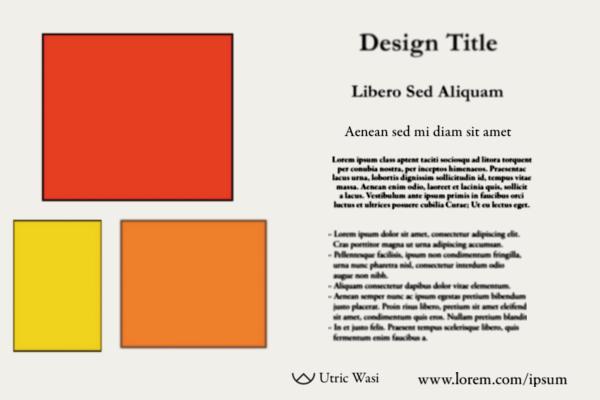 Design Title
Libero Sed Aliquam
Aenean sed mi diam sit amet
Lorem ipsum class aptent taciti sociosqu ad litora torquent
per conubia nostra, per inceptos himenaeos. Praesentac
lacus urna, lobortis dignissim sollicitudin id, tempus vitae
massa. Aenean enim odio, laoreet et lacinia quis, sollicit
a lacus. Vestibulum ante ipsum primis in faucibus orci
luctus et ultrices posuere cubilia Curae; Ut eu lectus eget.
- Lorem ipsum dolor sit amet, consectetur adipiscing elit.
Cras porttitor magna ut urna adipiscing accumsan.
- Pellentesque facilisis, ipsum non condimentum fringilla,
urna nunc pharetra nisl, consectetur interdum odio
augue non nibh.
- Aliquam consectetur dapibus dolor vitae elementum.
- Aenean semper nunc ac ipsum egestas pretium bibendum
justo placerat. Proin risus libero, pretium sit amet eleifend
sit amet, condimentum quis eros. Nullam pretium blandit
- In et justo felis. Praesent tempus scelerisque libero, quis
fermentum enim faucibus a.
Utric Wasi
www.lorem.com/ipsum